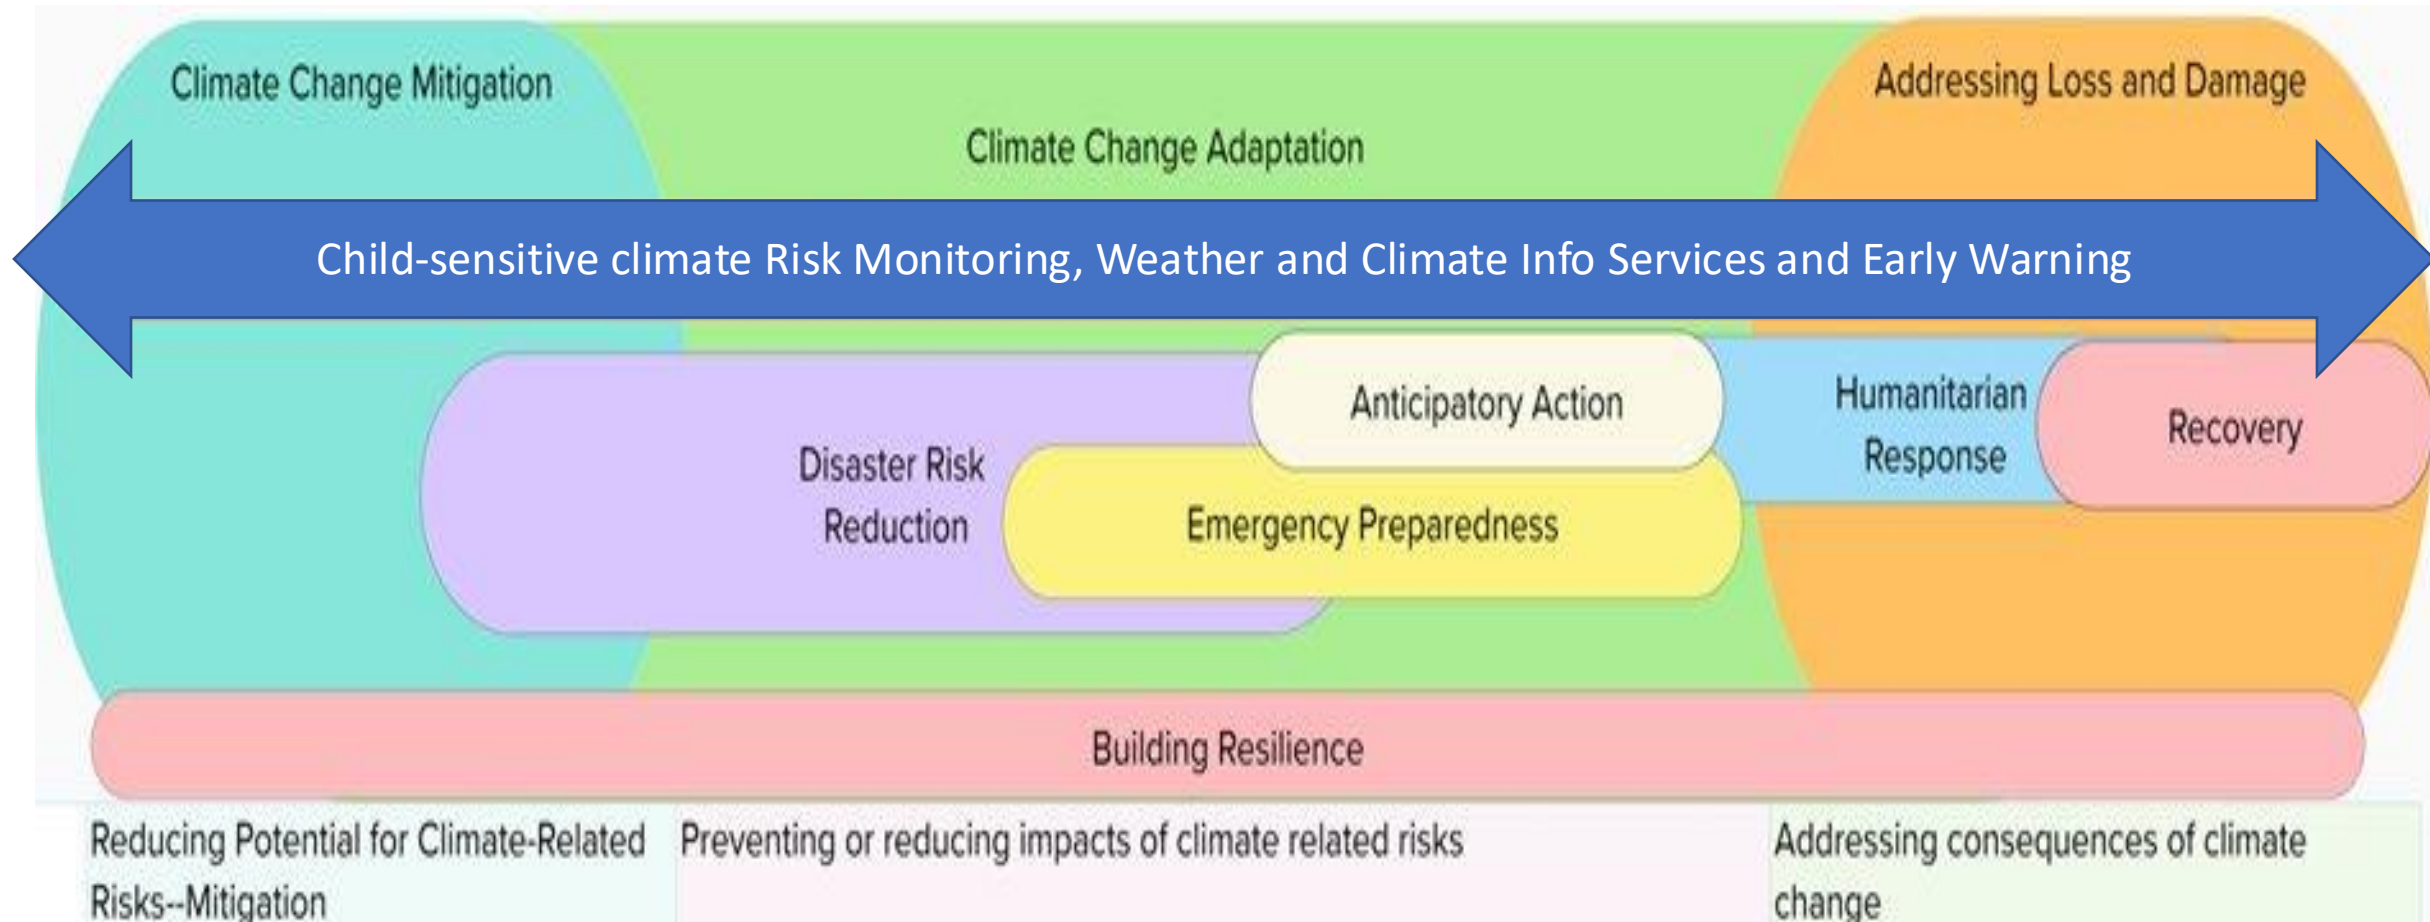 Climate Change Mitigation
Addressing Loss and Damage
Climate Change Adaptation
Child-sensitive climate Risk Monitoring, Weather and Climate Info Services and Early Warning
Anticipatory Action
Humanitarian
Response
Recovery
Disaster Risk
Reduction
Emergency Preparedness
Building Resilience
Reducing Potential for Climate-Related
Risks--Mitigation
Preventing or reducing impacts of climate related risks
Addressing consequences of climate
change